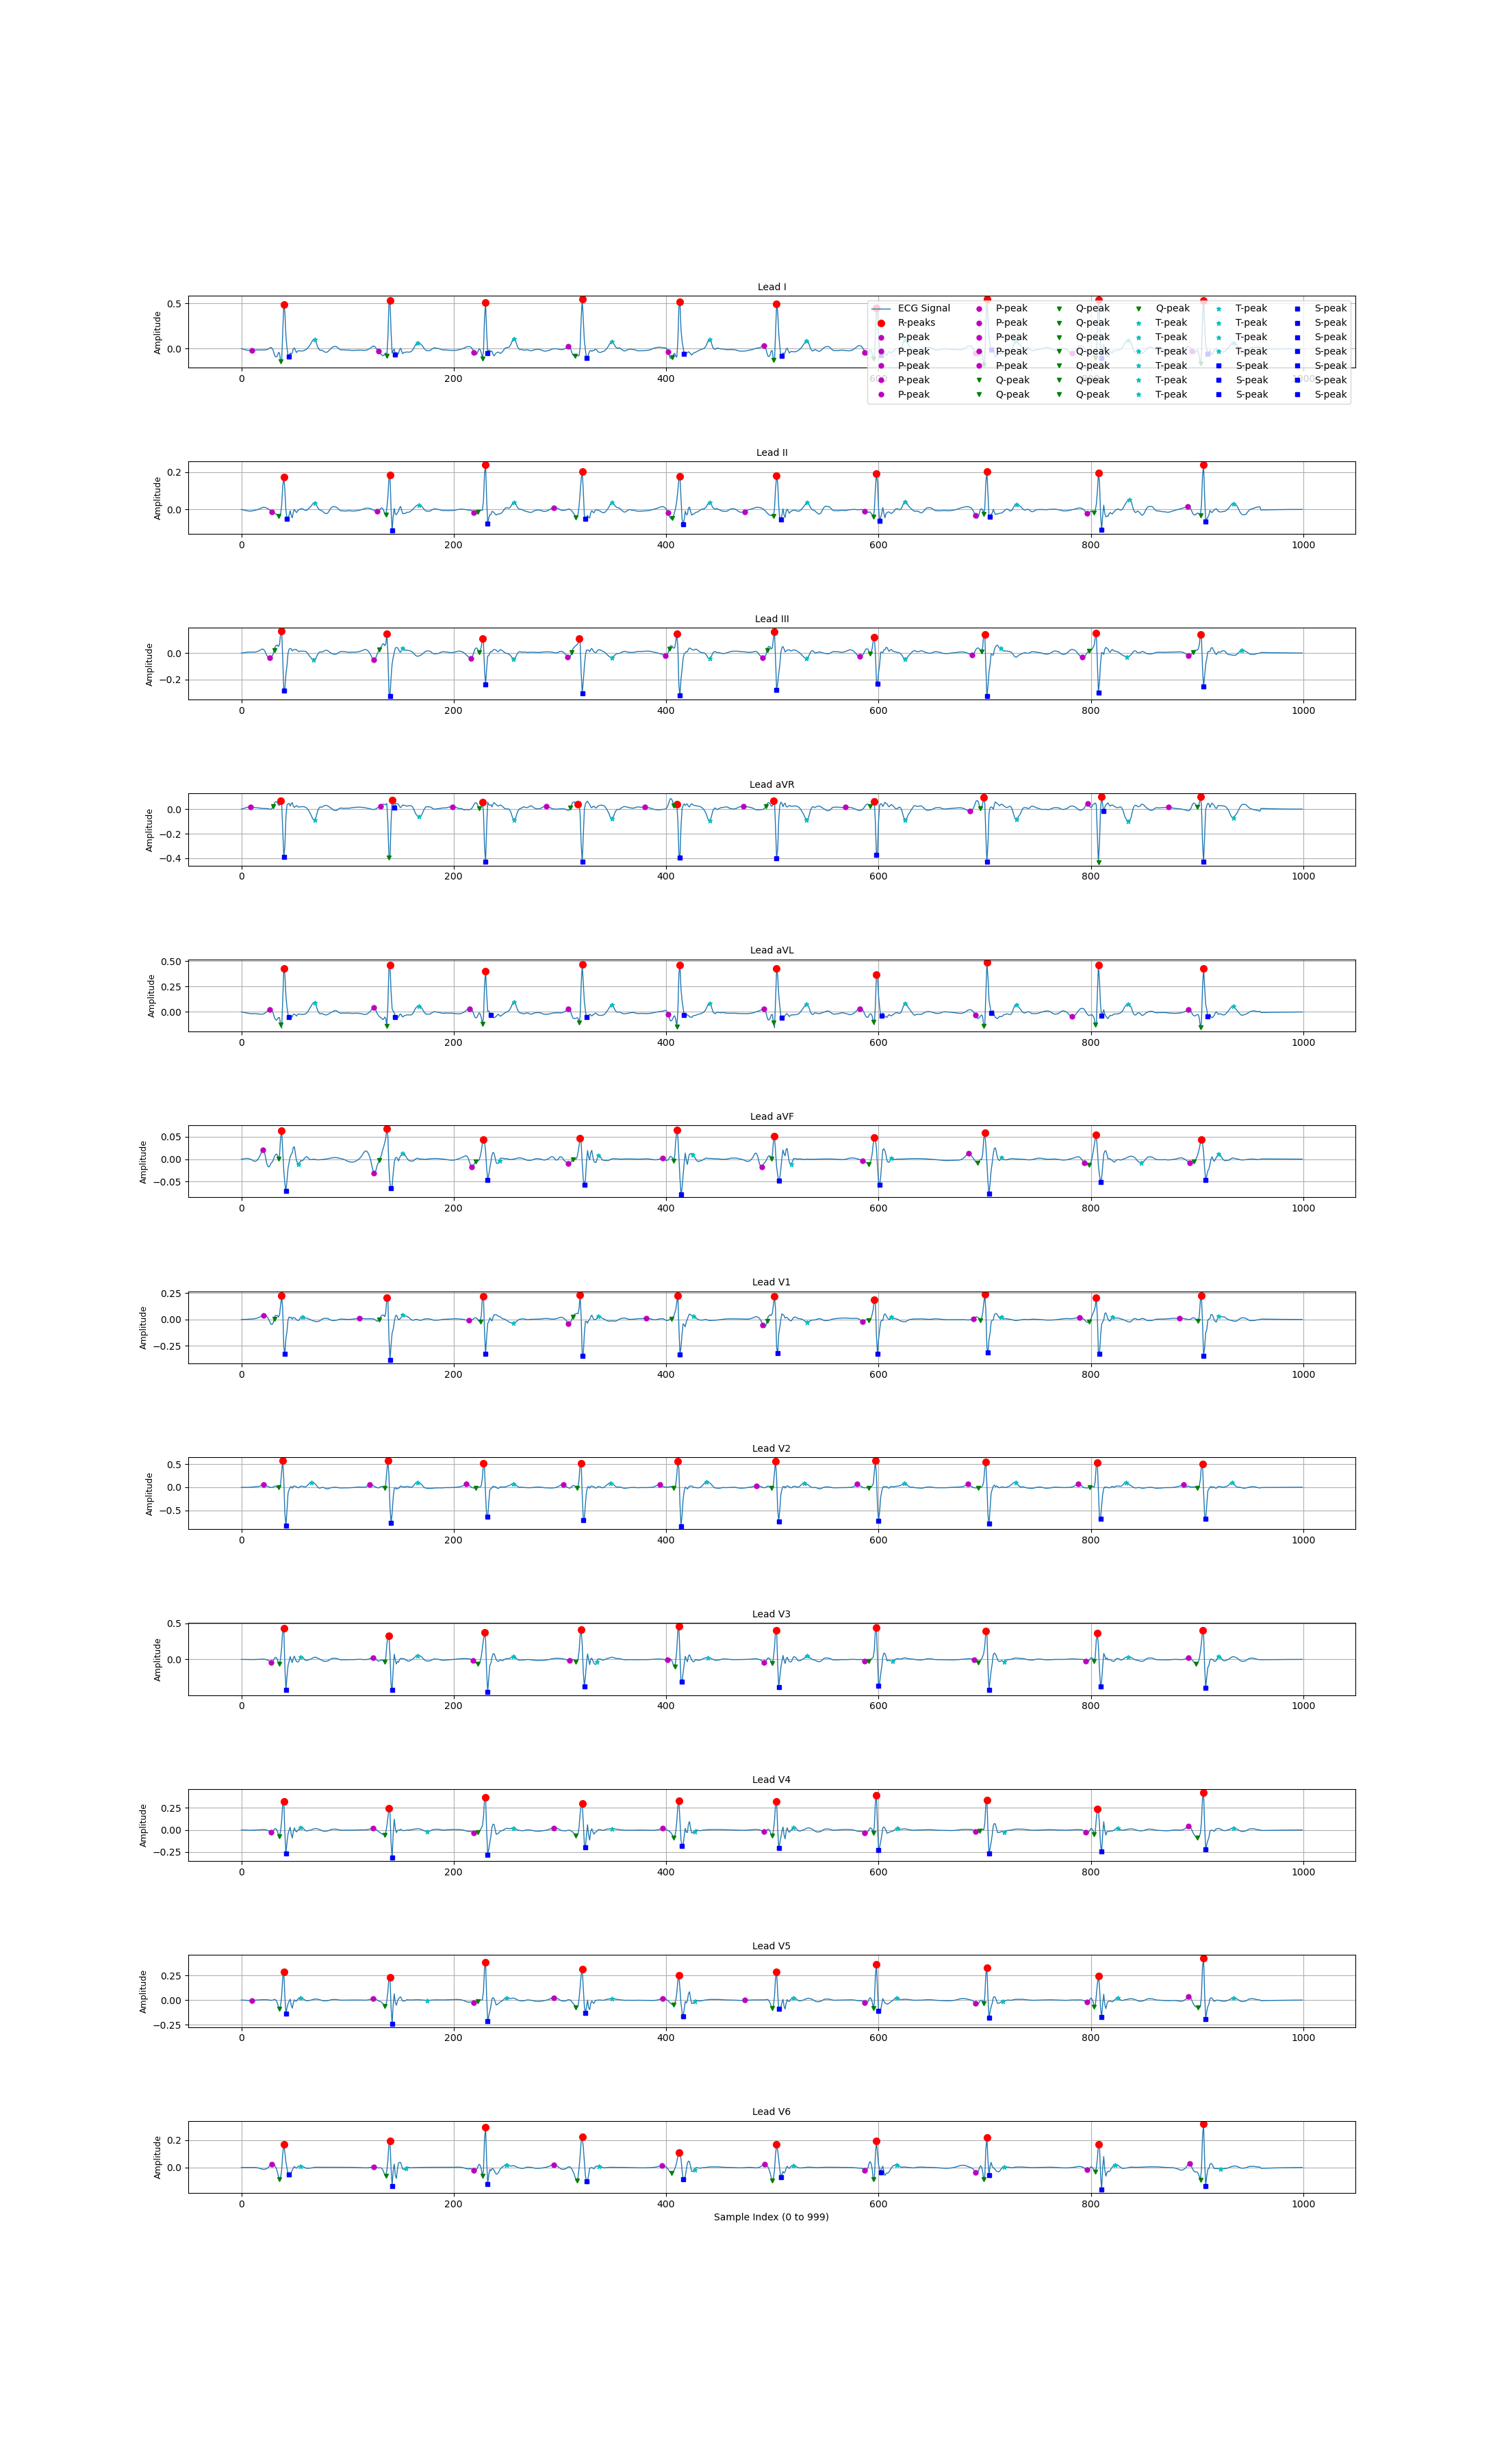 Lead I
Amplitude
0.5
0.0
0 200 400 600 800 1000
ECG Signal P-peak Q-peak Q-peak T-peak S-peak
R-peaks P-peak Q-peak T-peak T-peak S-peak
P-peak P-peak Q-peak T-peak T-peak S-peak
P-peak P-peak Q-peak T-peak T-peak S-peak
P-peak P-peak Q-peak T-peak S-peak S-peak
P-peak Q-peak Q-peak T-peak S-peak S-peak
P-peak Q-peak Q-peak T-peak S-peak S-peak
Lead II
Amplitude
0.2
0.0
0 200 400 600 800 1000
Lead III
Amplitude
0.0
−0.2
0 200 400 600 800 1000
Lead aVR
Amplitude
0.0
−0.2
−0.4
0 200 400 600 800 1000
Lead aVL
Amplitude
0.50
0.25
0.00
0 200 400 600 800 1000
Lead aVF
Amplitude
0.05
0.00
−0.05
0 200 400 600 800 1000
Lead V1
Amplitude
0.25
0.00
−0.25
0 200 400 600 800 1000
Lead V2
Amplitude
0.5
0.0
−0.5
0 200 400 600 800 1000
Lead V3
Amplitude
0.5
0.0
0 200 400 600 800 1000
Lead V4
Amplitude
0.25
0.00
−0.25
0 200 400 600 800 1000
Lead V5
Amplitude
0.25
0.00
−0.25
0 200 400 600 800 1000
Lead V6
Amplitude
0.2
0.0
0 200 400 600 800 1000
Sample Index (0 to 999)